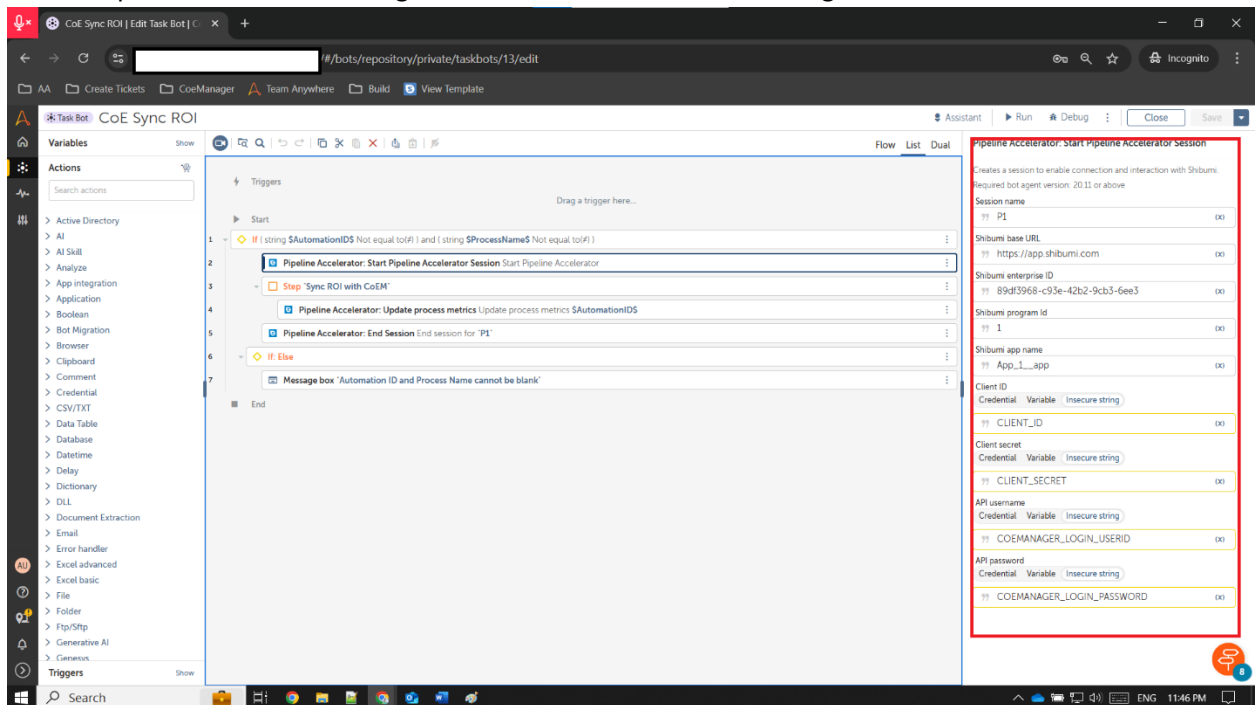 CoE Sync ROI | Edit Task Bot | C
/#/bots/repository/private/taskbots/13/edit
Incognito
AA
Create Tickets
CoeManager
Team Anywhere
Build
View Template
Task Bot
CoE Sync ROI
Assistant
Run
Debug
Close
Save
Variables
Show
Flow
List
Dual
Actions
Search actions
Active Directory
AI
AI Skill
Analyze
App integration
Application
Boolean
Bot Migration
Browser
Clipboard
Comment
Credential
CSV/TXT
Data Table
Database
Datetime
Delay
Dictionary
DLL
Document Extraction
Email
Error handler
Excel advanced
Excel basic
File
Folder
Ftp/Sftp
Generative AI
Genesys
Triggers
Show
Triggers
Drag a trigger here...
Start
1 If ( string $AutomationID$ Not equal to(≠) ) and ( string $ProcessName$ Not equal to(≠) )
2 Pipeline Accelerator: Start Pipeline Accelerator Session Start Pipeline Accelerator
3 Step "Sync ROI with CoEM"
4 Pipeline Accelerator: Update process metrics Update process metrics $AutomationID$
5 Pipeline Accelerator: End Session End session for "P1"
6 If: Else
7 Message box "Automation ID and Process Name cannot be blank"
End
Pipeline Accelerator: Start Pipeline Accelerator Session
Creates a session to enable connection and interaction with Shibumi.
Required bot agent version: 20.11 or above
Session name
P1
(x)
Shibumi base URL
https://app.shibumi.com
(x)
Shibumi enterprise ID
89df3968-c93e-42b2-9cb3-6ee3
(x)
Shibumi program Id
1
(x)
Shibumi app name
App_1__app
(x)
Client ID
Credential Variable Insecure string
CLIENT_ID
(x)
Client secret
Credential Variable Insecure string
CLIENT_SECRET
(x)
API username
Credential Variable Insecure string
COEMANAGER_LOGIN_USERID
(x)
API password
Credential Variable Insecure string
COEMANAGER_LOGIN_PASSWORD
(x)
AU
8
Search
ENG
11:46 PM